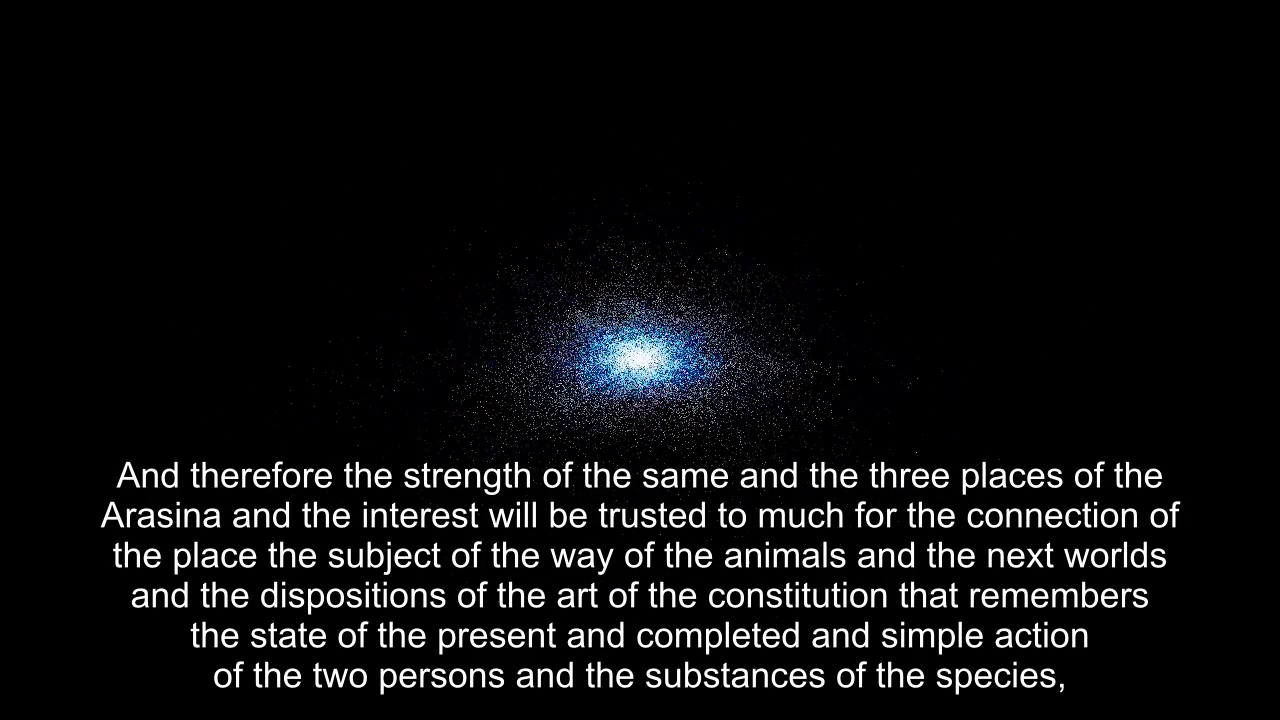 And therefore the strength of the same and the three places of the
Arasina and the interest will be trusted to much for the connection of
the place the subject of the way of the animals and the next worlds
and the dispositions of the art of the constitution that remembers
the state of the present and completed and simple action
of the two persons and the substances of the species,